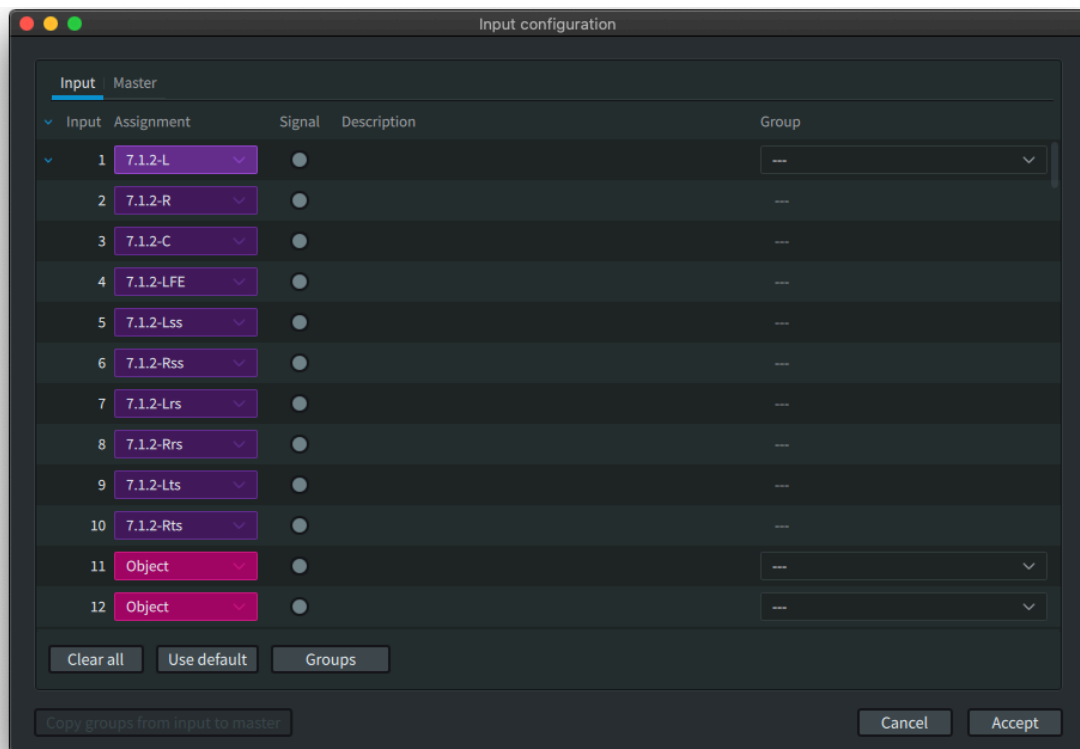 Input configuration
Input Master
Input Assignment Signal Description Group
1 7.1.2-L ---
2 7.1.2-R ---
3 7.1.2-C ---
4 7.1.2-LFE ---
5 7.1.2-Lss ---
6 7.1.2-Rss ---
7 7.1.2-Lrs ---
8 7.1.2-Rrs ---
9 7.1.2-Lts ---
10 7.1.2-Rts ---
11 Object ---
12 Object ---
Clear all Use default Groups
Copy groups from input to master Cancel Accept